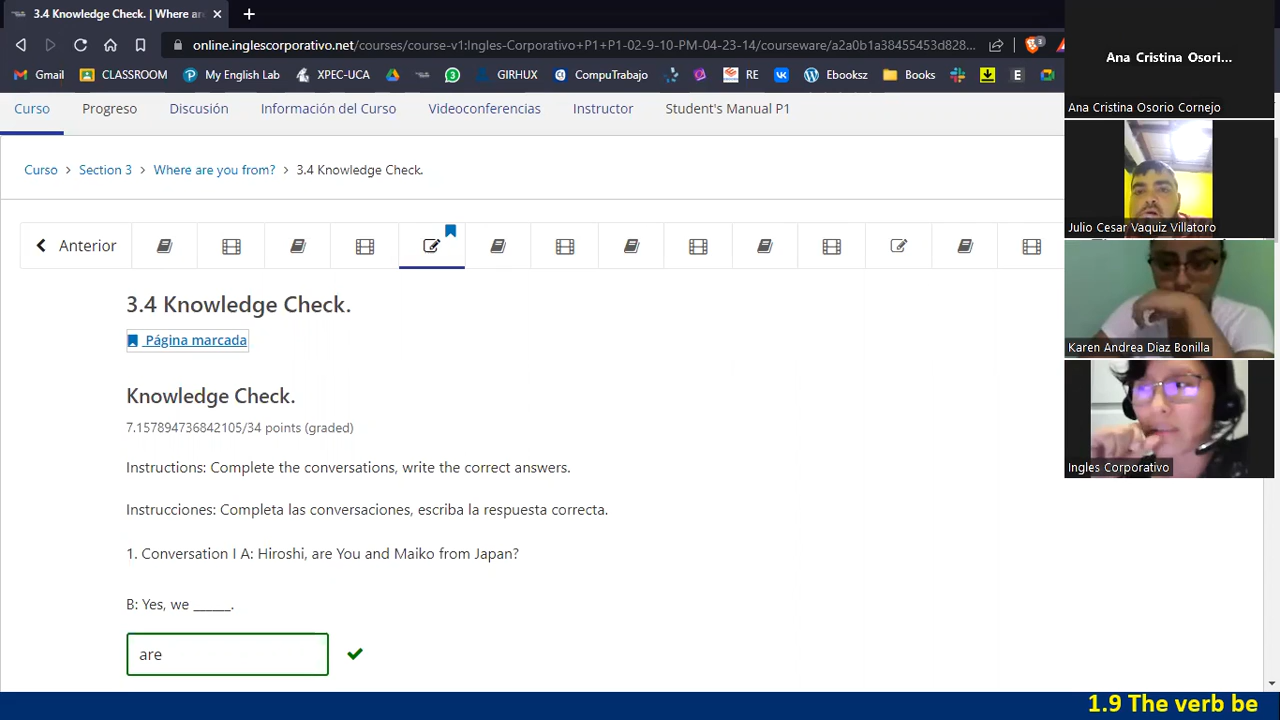 3.4 Knowledge Check. | Where are
Ana Cristina Osori...
online.inglescorporativo.net/courses/course-v1:Ingles-Corporativo+P1+P1-02-9-10-PM-04-23-14/courseware/a2a0b1a38455453d828...
3
Gmail CLASSROOM My English Lab XPEC-UCA 3 GIRHUX CompuTrabajo RE Ebooksz Books E
Curso Progreso Discusión Información del Curso Videoconferencias Instructor Student's Manual P1
Ana Cristina Osorio Cornejo
Curso > Section 3 > Where are you from? > 3.4 Knowledge Check.
Julio Cesar Vaquiz Villatoro
Anterior
3.4 Knowledge Check.
Página marcada
Karen Andrea Diaz Bonilla
Knowledge Check.
7.157894736842105/34 points (graded)
Instructions: Complete the conversations, write the correct answers.
Ingles Corporativo
Instrucciones: Completa las conversaciones, escriba la respuesta correcta.
1. Conversation I A: Hiroshi, are You and Maiko from Japan?
B: Yes, we ______.
are
1.9 The verb be